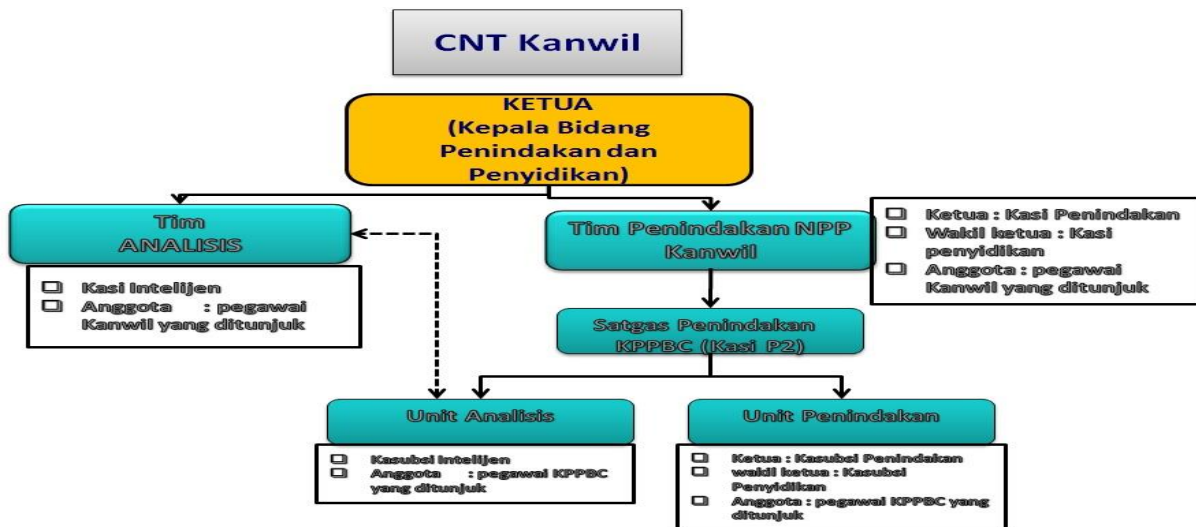 CNT Kanwil
KETUA
(Kepala Bidang
Penindakan dan
Penyidikan)
Tim
ANALISIS
Kasi Intelijen
Anggota : pegawai
Kanwil yang ditunjuk
Tim Penindakan NPP
Kanwil
Ketua : Kasi Penindakan
Wakil ketua : Kasi
penyidikan
Anggota : pegawai
Kanwil yang ditunjuk
Satgas Penindakan
KPPBC (Kasi P2)
Unit Analisis
Kasubsi Intelijen
Anggota : pegawai KPPBC
yang ditunjuk
Unit Penindakan
Ketua : Kasubsi Penindakan
wakil ketua : Kasubsi
Penyidikan
Anggota : pegawai KPPBC yang
ditunjuk